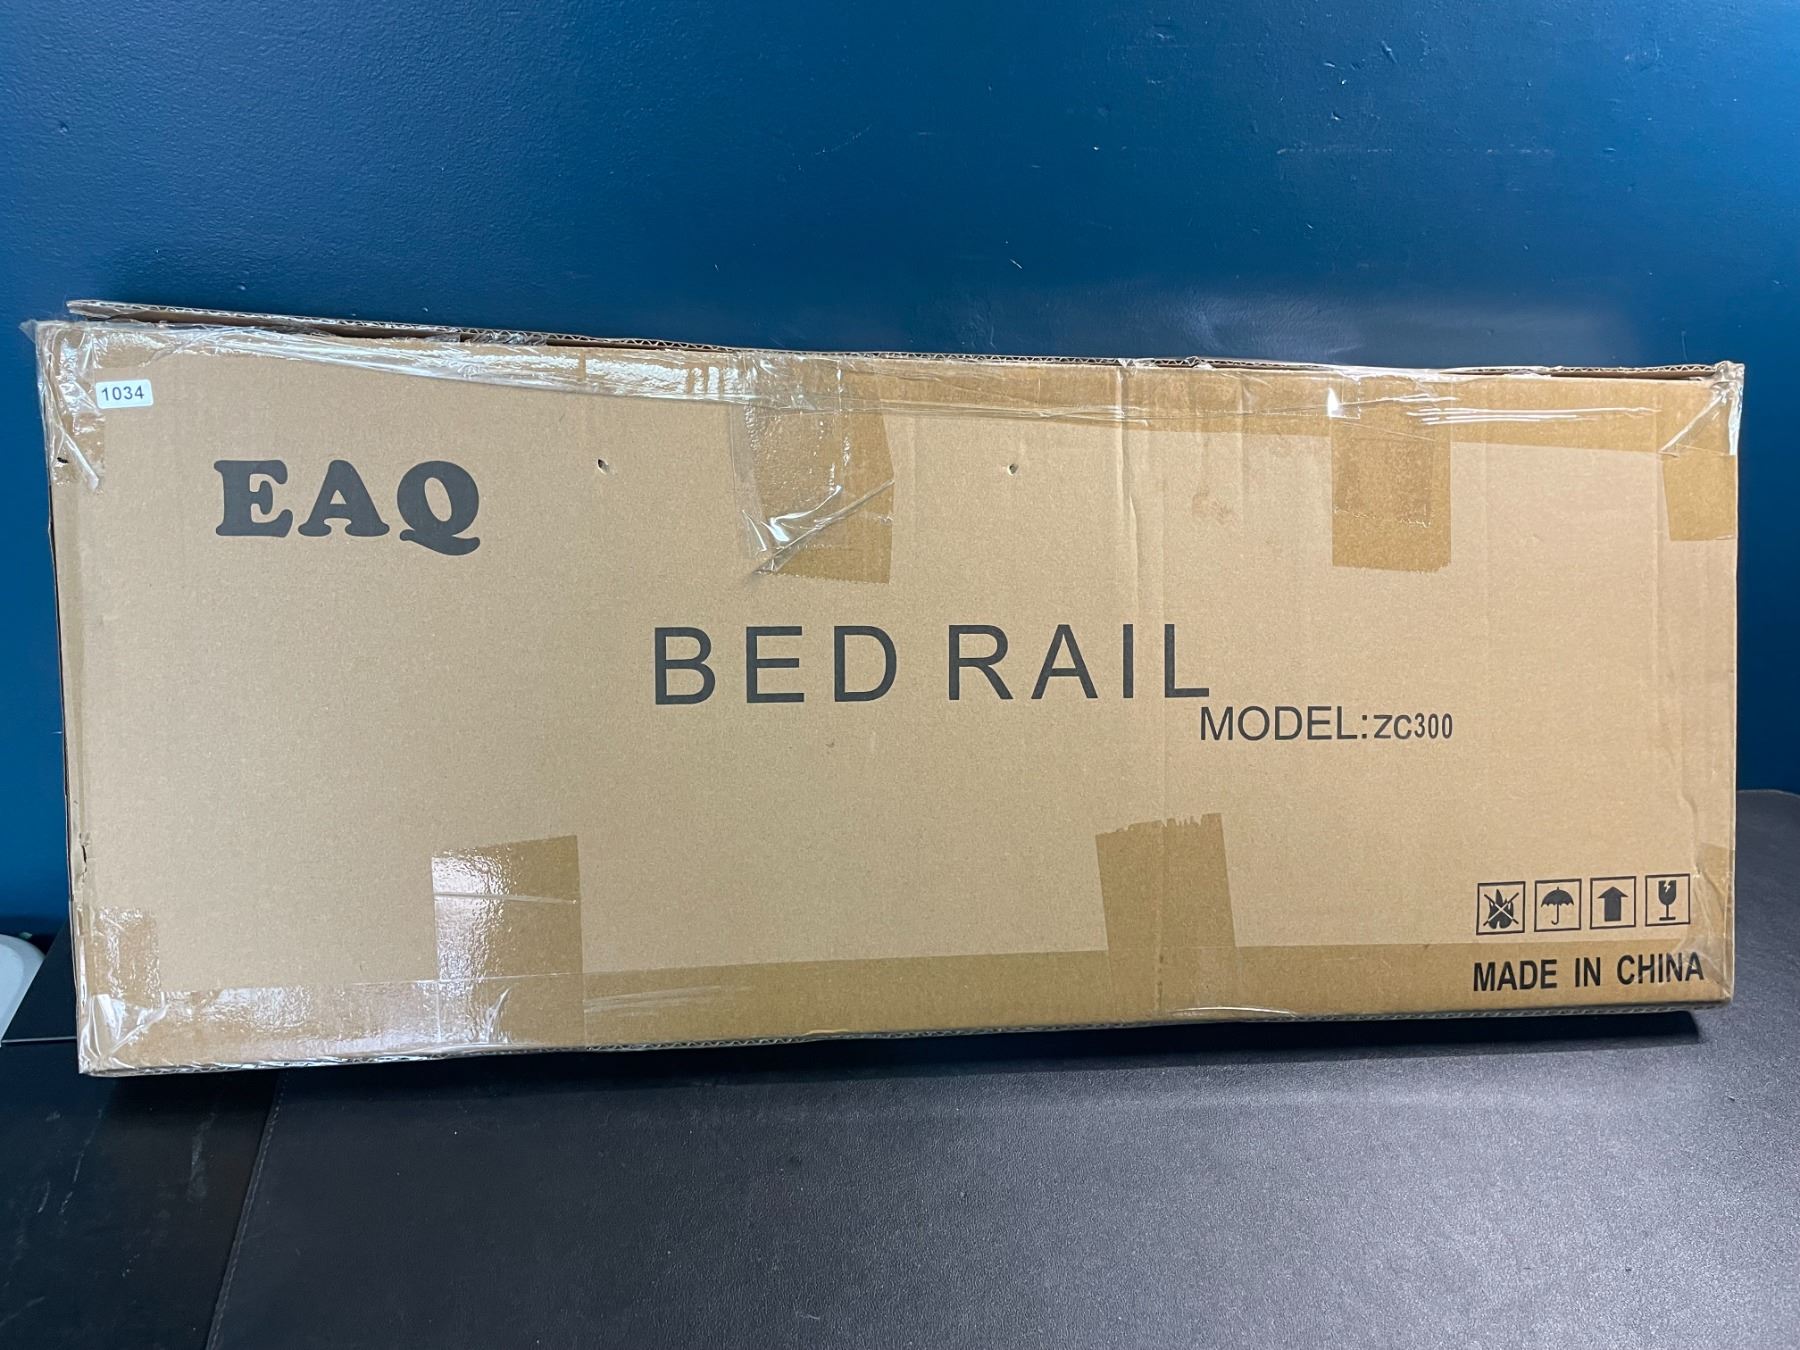 1034
EAQ
BED RAIL
MODEL:ZC300
MADE IN CHINA